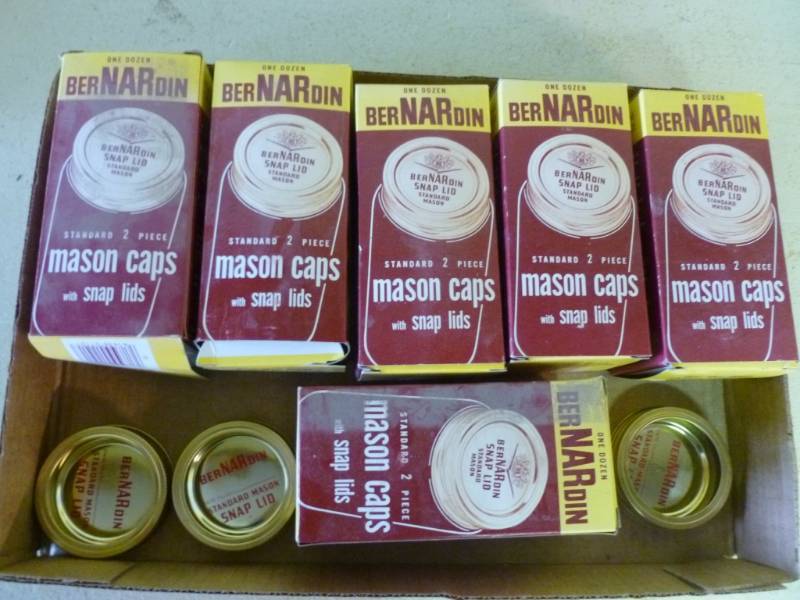 ONE DOZEN
BERNARDIN
BERNARDIN
SNAP LID
STANDARD
MASON
STANDARD 2 PIECE
mason caps
with snap lids
ONE DOZEN
BERNARDIN
BERNARDIN
SNAP LID
STANDARD
MASON
STANDARD 2 PIECE
mason caps
with snap lids
ONE DOZEN
BERNARDIN
BERNARDIN
SNAP LID
STANDARD
MASON
STANDARD 2 PIECE
mason caps
with snap lids
ONE DOZEN
BERNARDIN
BERNARDIN
SNAP LID
STANDARD
MASON
STANDARD 2 PIECE
mason caps
with snap lids
ONE DOZEN
BERNARDIN
BERNARDIN
SNAP LID
STANDARD
MASON
STANDARD 2 PIECE
mason caps
with snap lids
BERNARDIN
STANDARD MASON
SNAP LID
BERNARDIN
STANDARD MASON
SNAP LID
ONE DOZEN
BERNARDIN
BERNARDIN
SNAP LID
STANDARD
MASON
STANDARD 2 PIECE
mason caps
with snap lids
BERNARDIN
STANDARD MASON
SNAP